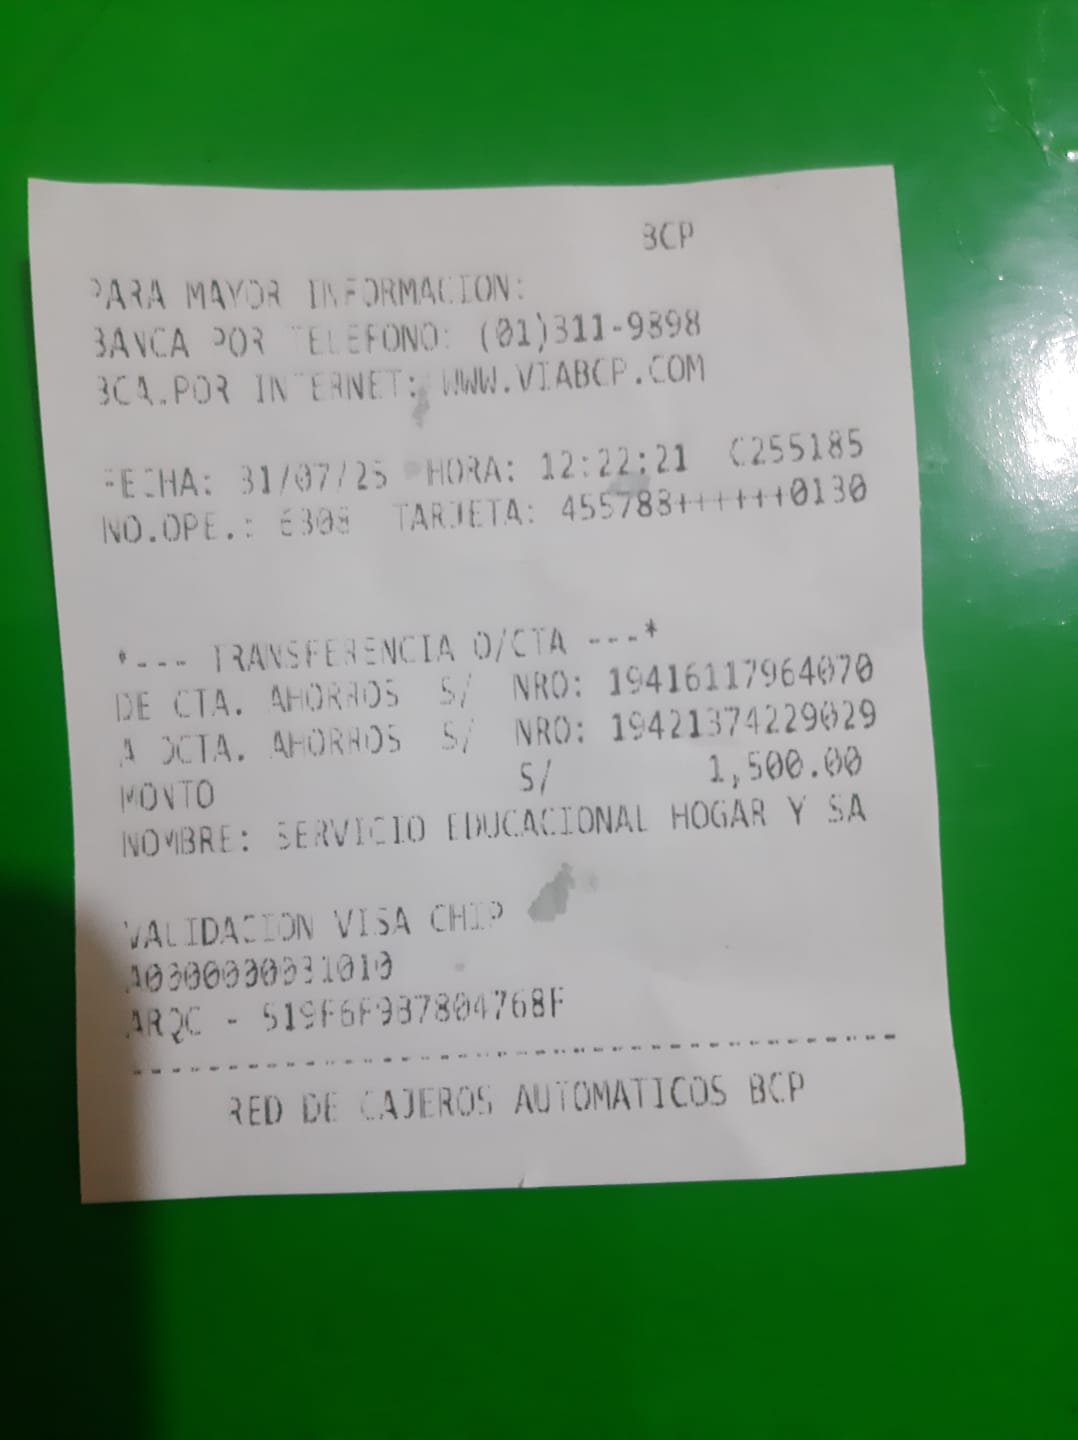 BCP
PARA MAYOR INFORMACION:
BANCA POR TELEFONO: (01)311-9898
BCA.POR INTERNET: WWW.VIABCP.COM
FECHA: 31/07/25 HORA: 12:22:21 C255185
NO.OPE.: 6308 TARJETA: 455788++++++0130
*--- TRANSFERENCIA O/CTA ---*
DE CTA. AHORROS S/ NRO: 19416117964070
A OCTA. AHORROS S/ NRO: 19421374229029
MONTO S/ 1,500.00
NOMBRE: SERVICIO EDUCACIONAL HOGAR Y SA
VALIDACION VISA CHIP
A0000000031010
ARQC - 519F6F9B7804768F
RED DE CAJEROS AUTOMATICOS BCP